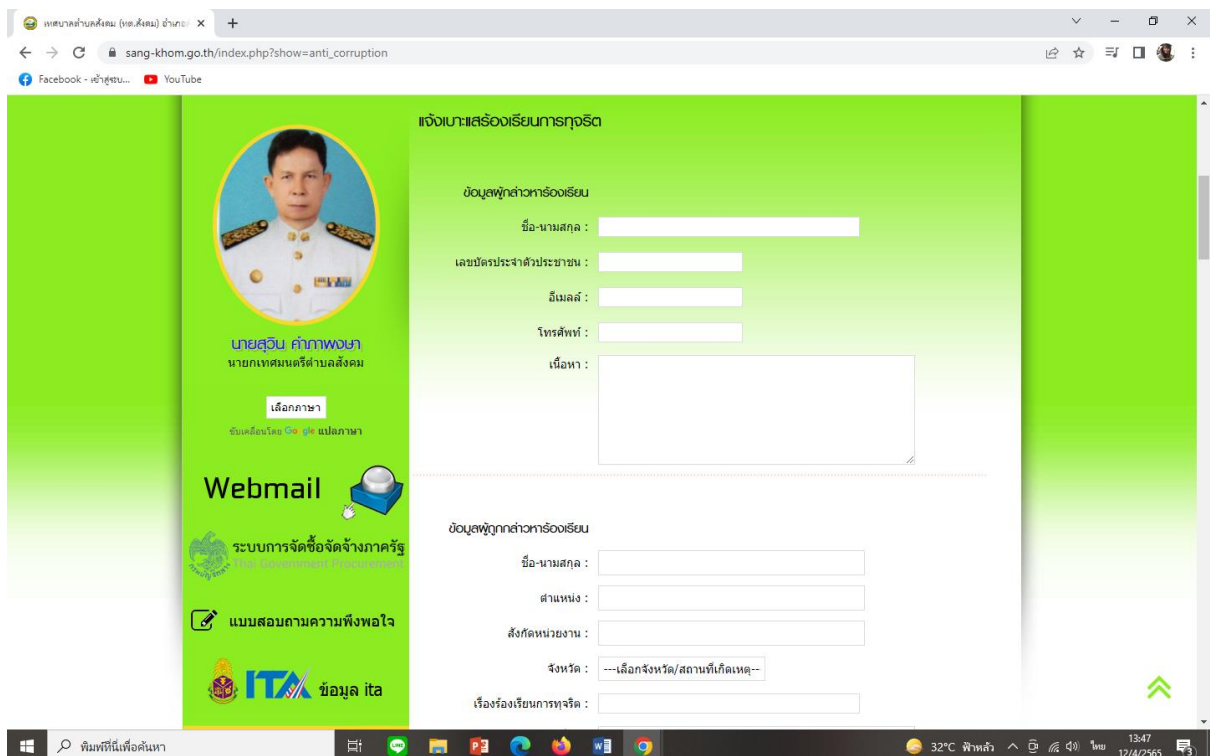 เทศบาลตำบลสังคม (ทต.สังคม) อำเภอ
sang-khom.go.th/index.php?show=anti_corruption
Facebook - เข้าสู่ระบ...
YouTube
แจ้งเบาะแสร้องเรียนการทุจริต
ข้อมูลผู้กล่าวหาร้องเรียน
ชื่อ-นามสกุล :
เลขบัตรประจำตัวประชาชน :
อีเมลล์ :
โทรศัพท์ :
เนื้อหา :
นายสุวิน คำภาพงษา
นายกเทศมนตรีตำบลสังคม
เลือกภาษา
ขับเคลื่อนโดย Google แปลภาษา
Webmail
ระบบการจัดซื้อจัดจ้างภาครัฐ
Thai Government Procurement
แบบสอบถามความพึงพอใจ
ITA ข้อมูล ita
ข้อมูลผู้ถูกกล่าวหาร้องเรียน
ชื่อ-นามสกุล :
ตำแหน่ง :
สังกัดหน่วยงาน :
จังหวัด : ---เลือกจังหวัด/สถานที่เกิดเหตุ--
เรื่องร้องเรียนการทุจริต :
พิมพ์ที่นี่เพื่อค้นหา
32°C ฟ้าหลัว
ไทย
13:47
12/4/2565